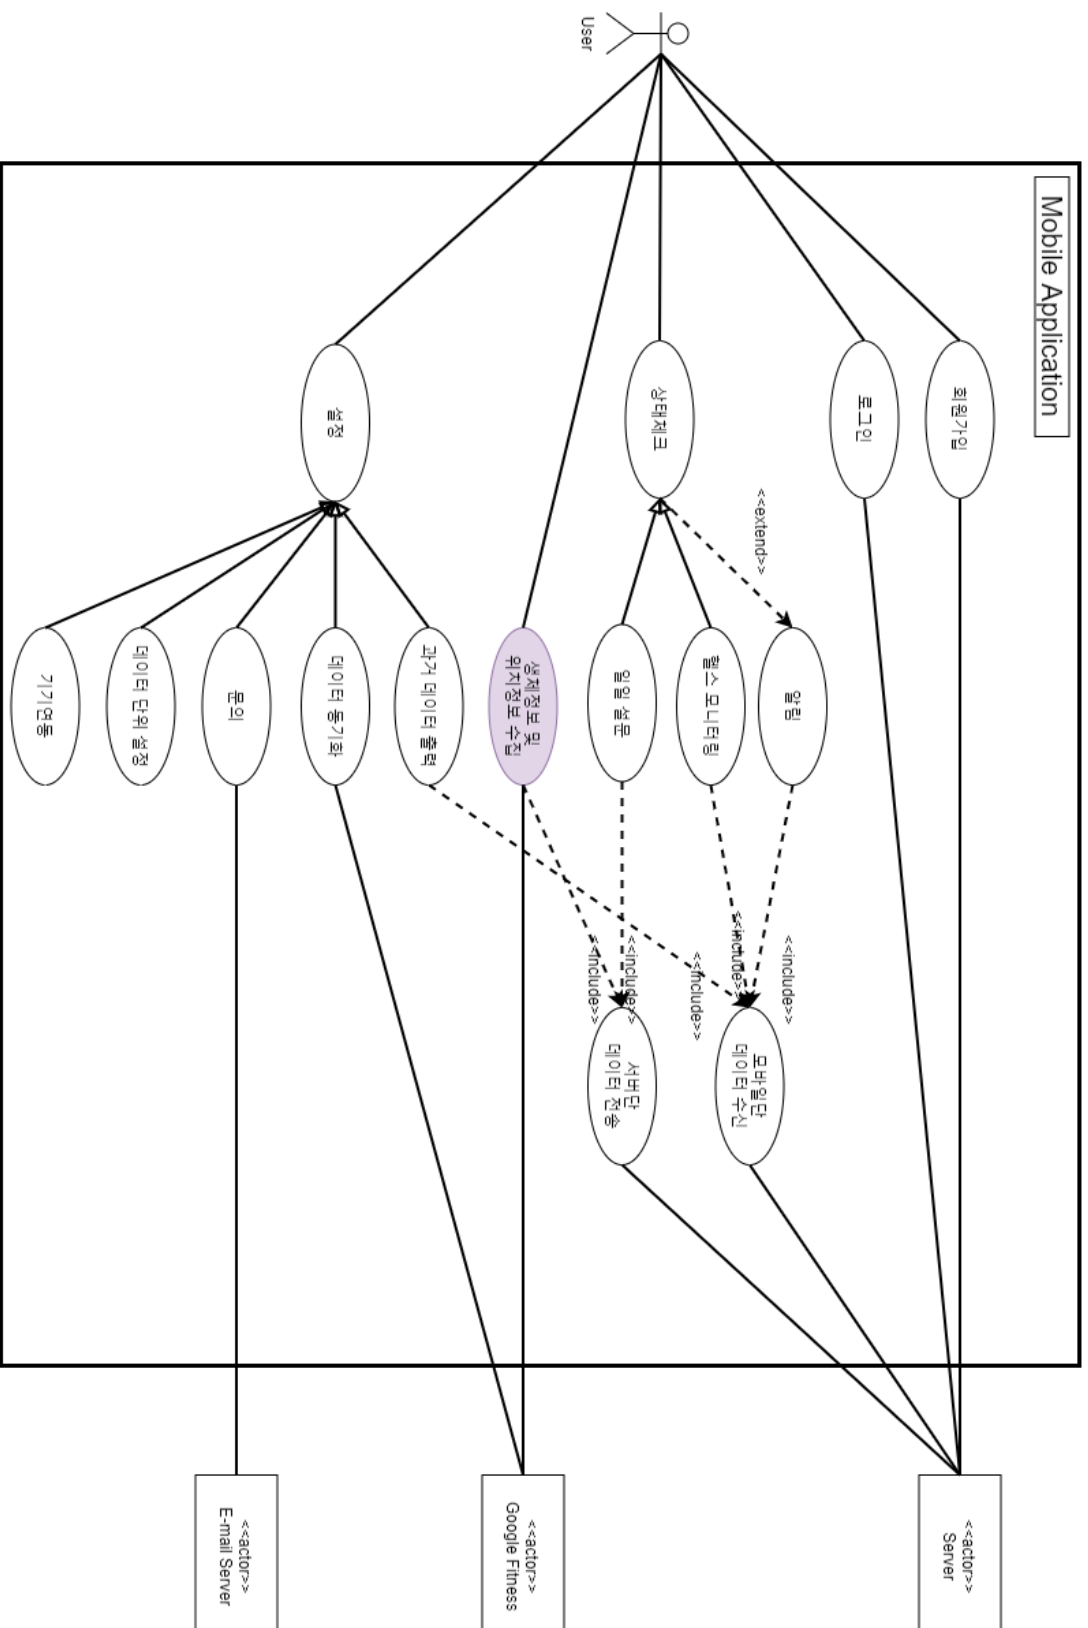 Mobile Application
User
회원가입
로그인
상태체크
설정
<<extend>>
알림
헬스 모니터링
일일 설문
생체정보 및
위치정보 수집
과거 데이터 출력
데이터 동기화
문의
데이터 단위 설정
기기연동
<<include>>
<<include>>
<<include>>
<<include>>
<<include>>
모바일단
데이터 수신
서버단
데이터 전송
<<actor>>
Server
<<actor>>
Google Fitness
<<actor>>
E-mail Server